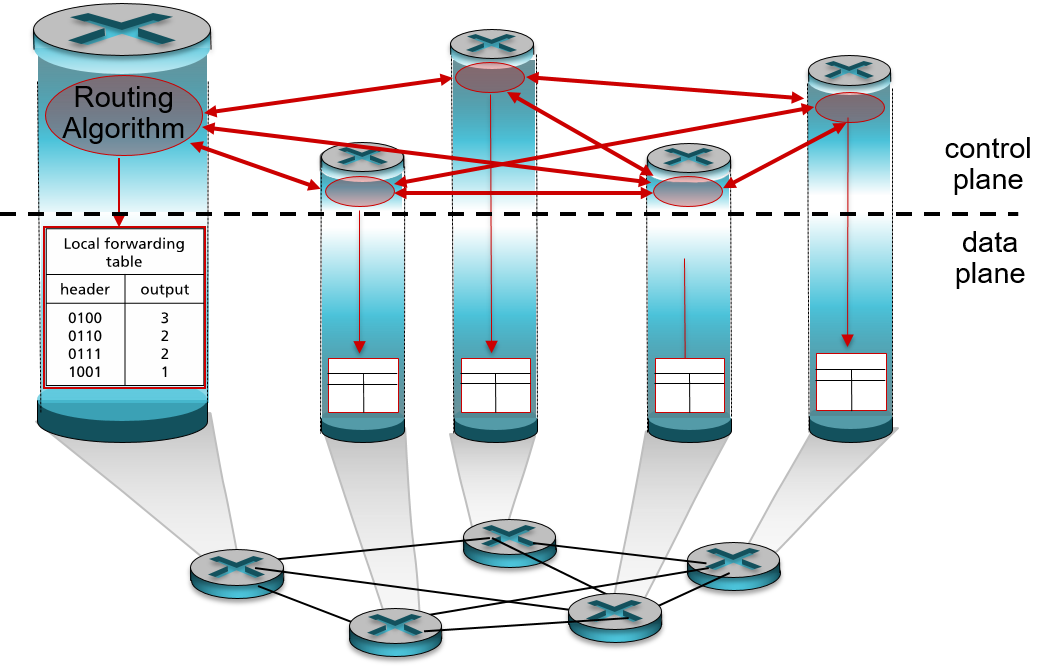 Routing
Algorithm
control
plane
data
plane
Local forwarding
table
header output
0100 3
0110 2
0111 2
1001 1